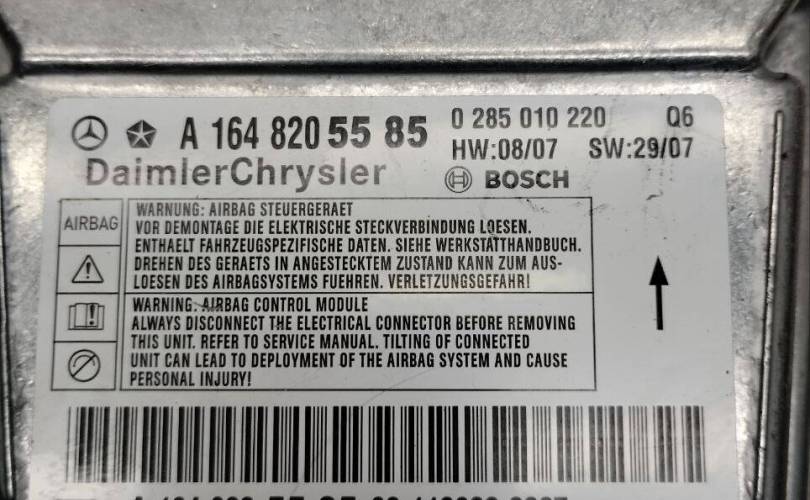 A 164 820 55 85 0 285 010 220 Q6
HW:08/07 SW:29/07
DaimlerChrysler BOSCH
AIRBAG
WARNUNG: AIRBAG STEUERGERAET
VOR DEMONTAGE DIE ELEKTRISCHE STECKVERBINDUNG LOESEN.
ENTHAELT FAHRZEUGSPEZIFISCHE DATEN. SIEHE WERKSTATTHANDBUCH.
DREHEN DES GERAETS IN ANGESTECKTEM ZUSTAND KANN ZUM AUS-
LOESEN DES AIRBAGSYSTEMS FUEHREN. VERLETZUNGSGEFAHR!
WARNING: AIRBAG CONTROL MODULE
ALWAYS DISCONNECT THE ELECTRICAL CONNECTOR BEFORE REMOVING
THIS UNIT. REFER TO SERVICE MANUAL. TILTING OF CONNECTED
UNIT CAN LEAD TO DEPLOYMENT OF THE AIRBAG SYSTEM AND CAUSE
PERSONAL INJURY!